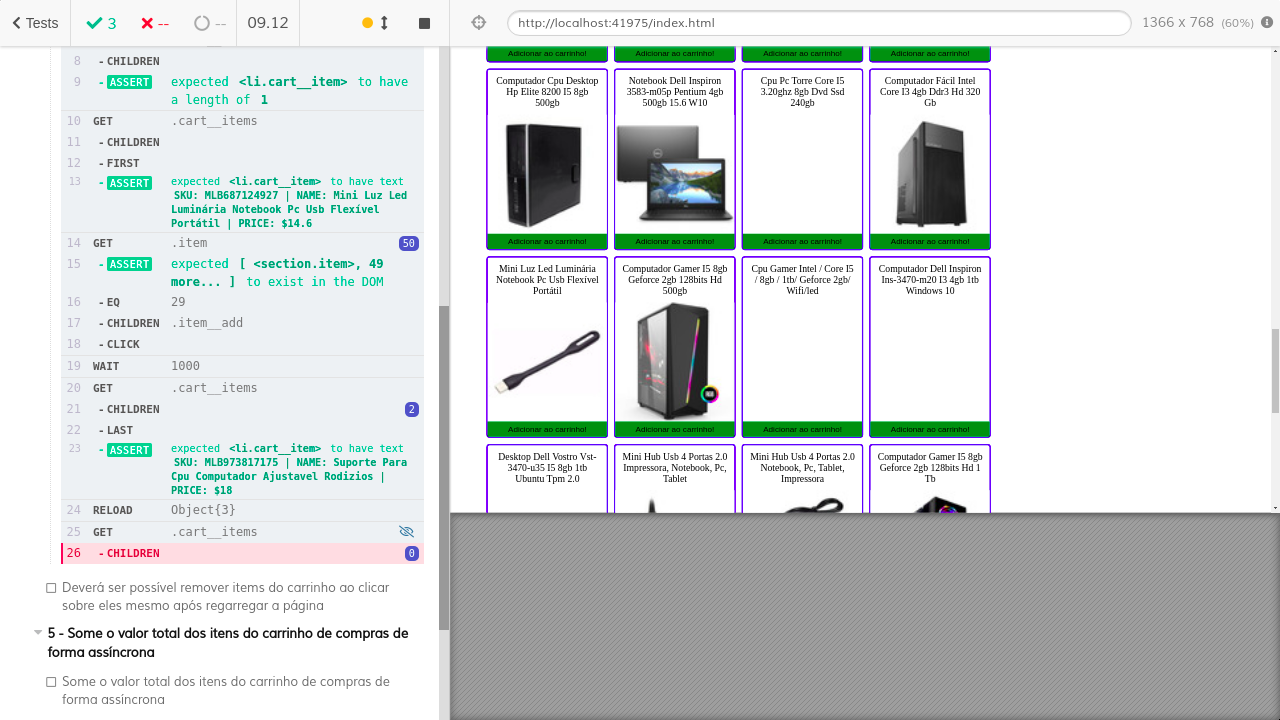 Tests
3
--
--
09.12
http://localhost:41975/index.html
1366 x 768 (60%)
8 -CHILDREN
9 -ASSERT expected <li.cart__item> to have
a length of 1
10 GET .cart__items
11 -CHILDREN
12 -FIRST
13 -ASSERT expected <li.cart__item> to have text
SKU: MLB687124927 | NAME: Mini Luz Led
Luminária Notebook Pc Usb Flexível
Portátil | PRICE: $14.6
14 GET .item 50
15 -ASSERT expected [ <section.item>, 49
more... ] to exist in the DOM
16 -EQ 29
17 -CHILDREN .item__add
18 -CLICK
19 WAIT 1000
20 GET .cart__items
21 -CHILDREN 2
22 -LAST
23 -ASSERT expected <li.cart__item> to have text
SKU: MLB973817175 | NAME: Suporte Para
Cpu Computador Ajustavel Rodizios |
PRICE: $18
24 RELOAD Object{3}
25 GET .cart__items
26 -CHILDREN 0
Deverá ser possível remover items do carrinho ao clicar
sobre eles mesmo após regarregar a página
5 - Some o valor total dos itens do carrinho de compras de
forma assíncrona
Some o valor total dos itens do carrinho de compras de
forma assíncrona
Adicionar ao carrinho! Adicionar ao carrinho! Adicionar ao carrinho! Adicionar ao carrinho!
Computador Cpu Desktop
Hp Elite 8200 I5 8gb
500gb
Notebook Dell Inspiron
3583-m05p Pentium 4gb
500gb 15.6 W10
Cpu Pc Torre Core I5
3.20ghz 8gb Dvd Ssd
240gb
Computador Fácil Intel
Core I3 4gb Ddr3 Hd 320
Gb
Adicionar ao carrinho! Adicionar ao carrinho! Adicionar ao carrinho! Adicionar ao carrinho!
Mini Luz Led Luminária
Notebook Pc Usb Flexível
Portátil
Computador Gamer I5 8gb
Geforce 2gb 128bits Hd
500gb
Cpu Gamer Intel / Core I5
/ 8gb / 1tb/ Geforce 2gb/
Wifi/led
Computador Dell Inspiron
Ins-3470-m20 I3 4gb 1tb
Windows 10
Adicionar ao carrinho! Adicionar ao carrinho! Adicionar ao carrinho! Adicionar ao carrinho!
Desktop Dell Vostro Vst-
3470-u35 I5 8gb 1tb
Ubuntu Tpm 2.0
Mini Hub Usb 4 Portas 2.0
Impressora, Notebook, Pc,
Tablet
Mini Hub Usb 4 Portas 2.0
Notebook, Pc, Tablet,
Impressora
Computador Gamer I5 8gb
Geforce 2gb 128bits Hd 1
Tb